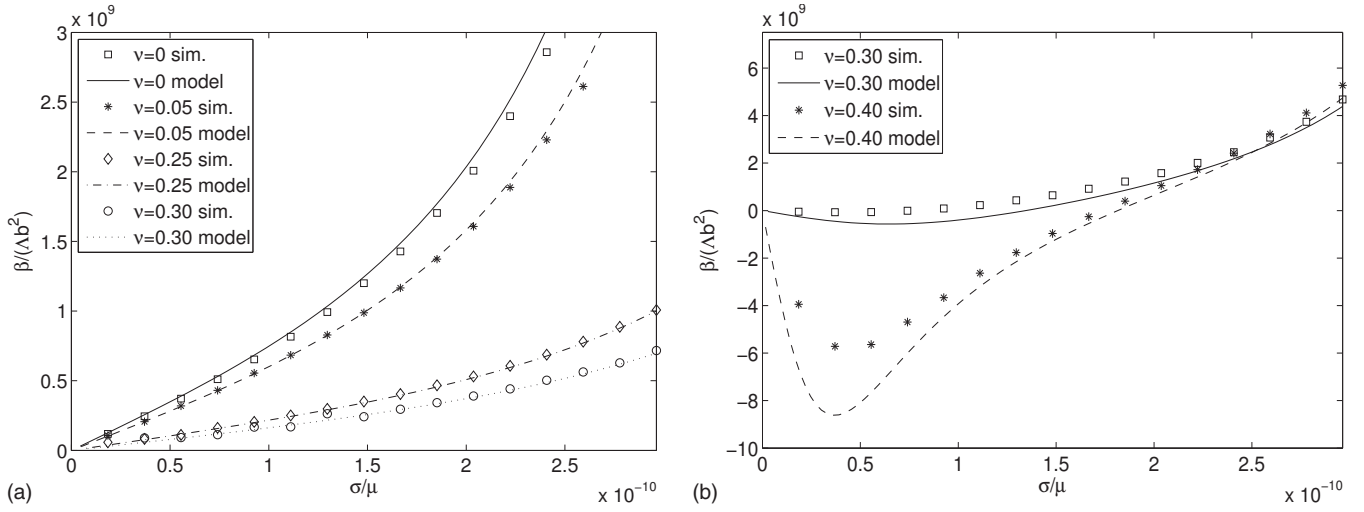 x 10⁹
3
2.5
2
1.5
1
0.5
0
β/(Λb²)
ν=0 sim.
ν=0 model
ν=0.05 sim.
ν=0.05 model
ν=0.25 sim.
ν=0.25 model
ν=0.30 sim.
ν=0.30 model
0 0.5 1 1.5 2 2.5
σ/μ
x 10⁻¹⁰
(a)
x 10⁹
6
4
2
0
-2
-4
-6
-8
-10
β/(Λb²)
ν=0.30 sim.
ν=0.30 model
ν=0.40 sim.
ν=0.40 model
0 0.5 1 1.5 2 2.5
σ/μ
x 10⁻¹⁰
(b)